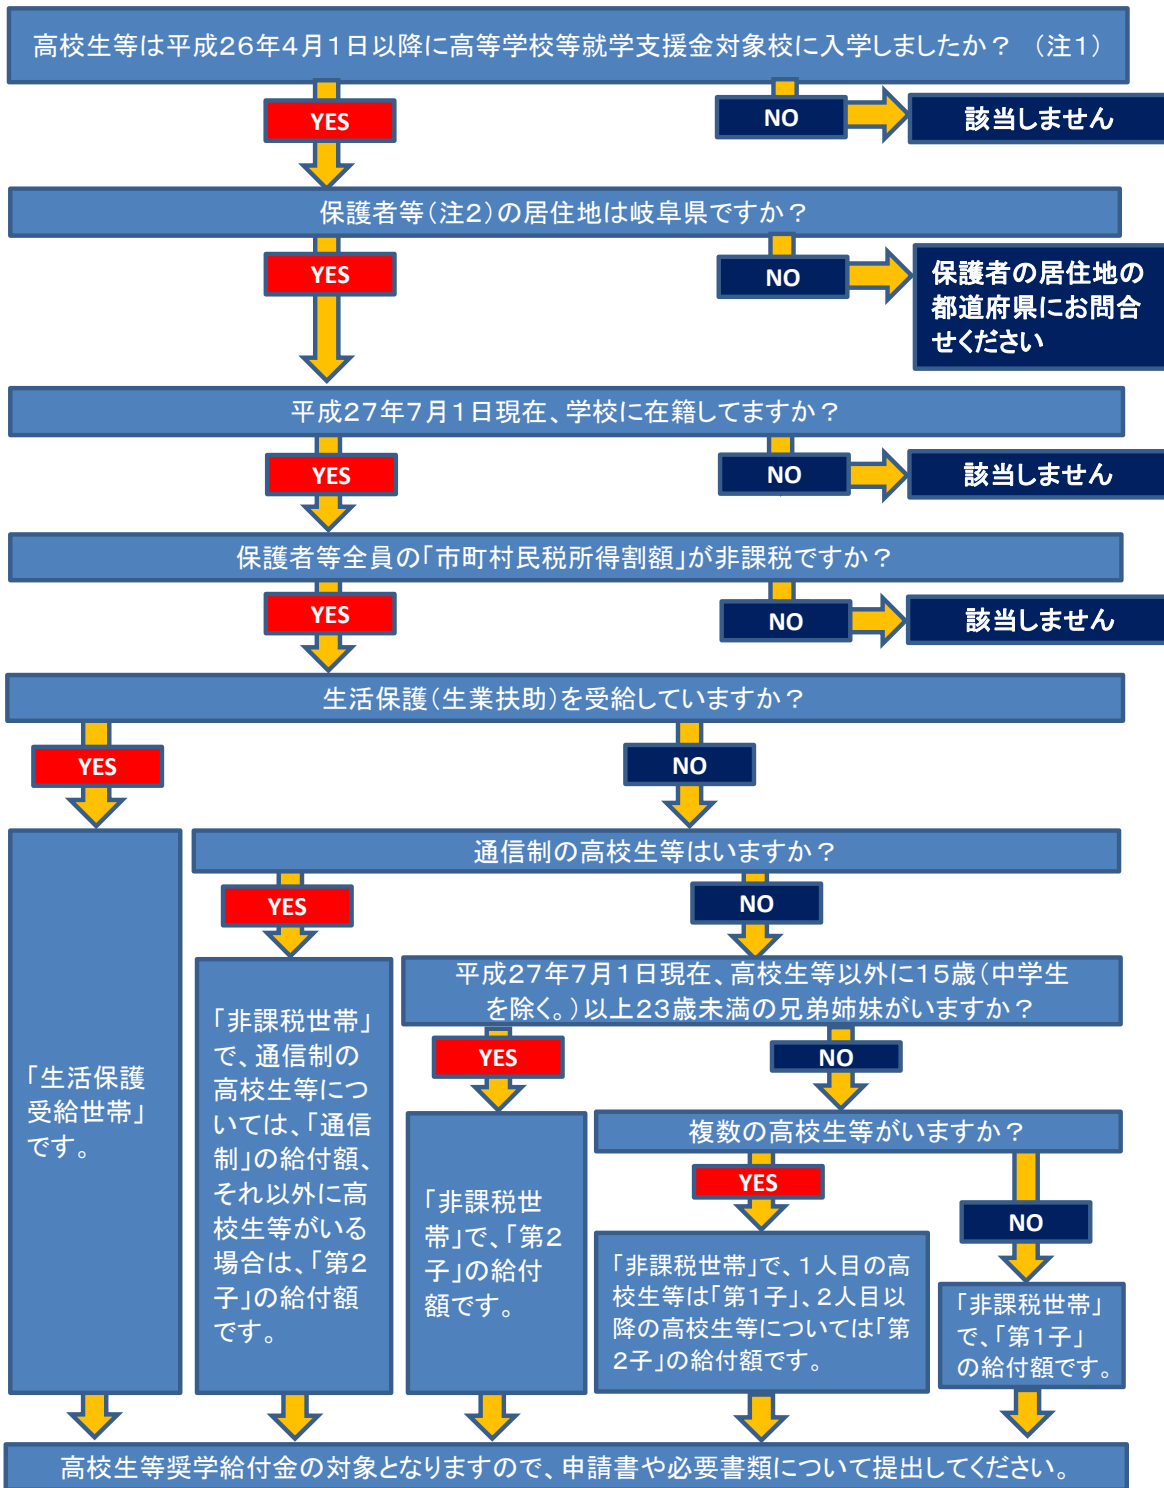 高校生等は平成26年4月1日以降に高等学校等就学支援金対象校に入学しましたか？ （注1）
YES
NO
該当しません
保護者等（注2）の居住地は岐阜県ですか？
YES
NO
保護者の居住地の
都道府県にお問合
せください
平成27年7月1日現在、学校に在籍してますか？
YES
NO
該当しません
保護者等全員の「市町村民税所得割額」が非課税ですか？
YES
NO
該当しません
生活保護（生業扶助）を受給していますか？
YES
NO
通信制の高校生等はいますか？
YES
NO
平成27年7月1日現在、高校生等以外に15歳（中学生
を除く。）以上23歳未満の兄弟姉妹がいますか？
YES
NO
複数の高校生等がいますか？
YES
NO
「生活保護
受給世帯」
です。
「非課税世帯」
で、通信制の
高校生等につ
いては、「通信
制」の給付額、
それ以外に高
校生等がいる
場合は、「第2
子」の給付額
です。
「非課税世
帯」で、「第2
子」の給付
額です。
「非課税世帯」で、1人目の高
校生等は「第1子」、2人目以
降の高校生等については「第
2子」の給付額です。
「非課税世帯」
で、「第1子」
の給付額です。
高校生等奨学給付金の対象となりますので、申請書や必要書類について提出してください。